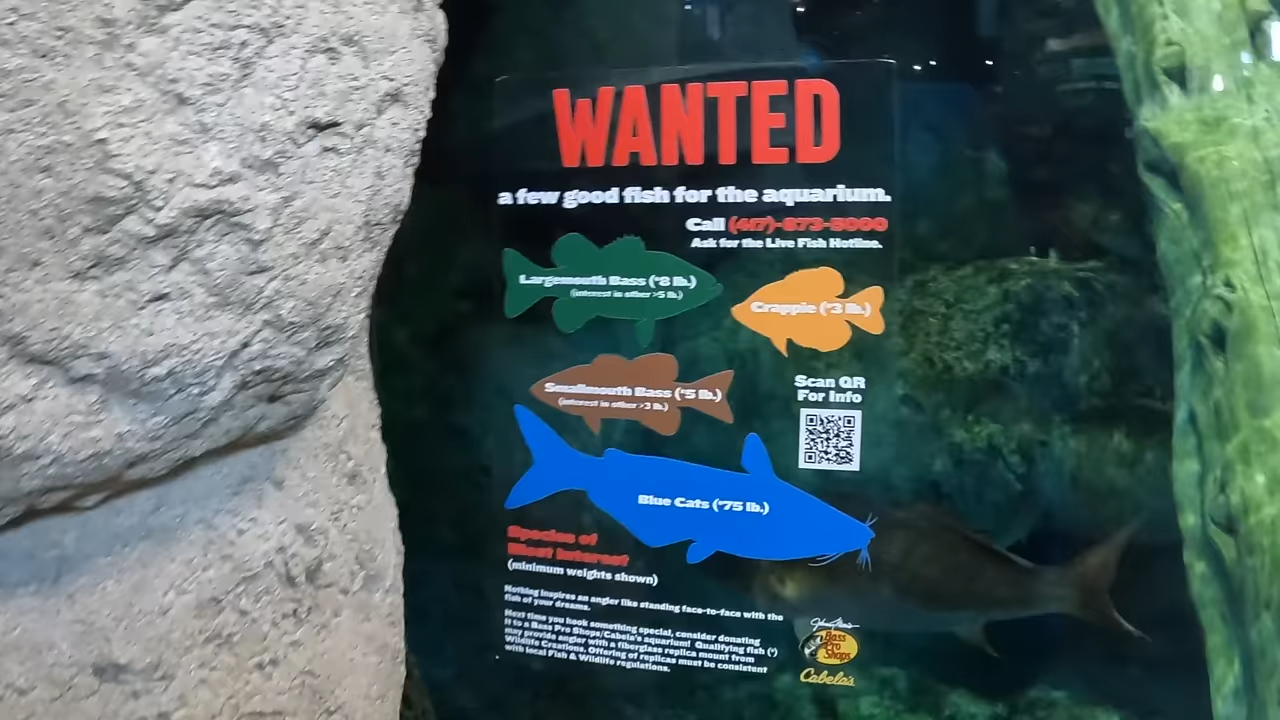 WANTED
a few good fish for the aquarium.
Call (417)-873-5000
Ask for the Live Fish Hotline.
Largemouth Bass (*8 lb.)
(interest in other >5 lb.)
Crappie (*3 lb.)
Smallmouth Bass (*5 lb.)
(interest in other >3 lb.)
Scan QR
For Info
Blue Cats (*75 lb.)
Species of
Most Interest
(minimum weights shown)
Nothing inspires an angler like standing face-to-face with the
fish of your dreams.
Next time you hook something special, consider donating
it to a Bass Pro Shops/Cabela's aquarium! Qualifying fish (*)
may provide angler with a fiberglass replica mount from
Wildlife Creations. Offering of replicas must be consistent
with local Fish & Wildlife regulations.
Bass
Pro
Shops
Cabela's